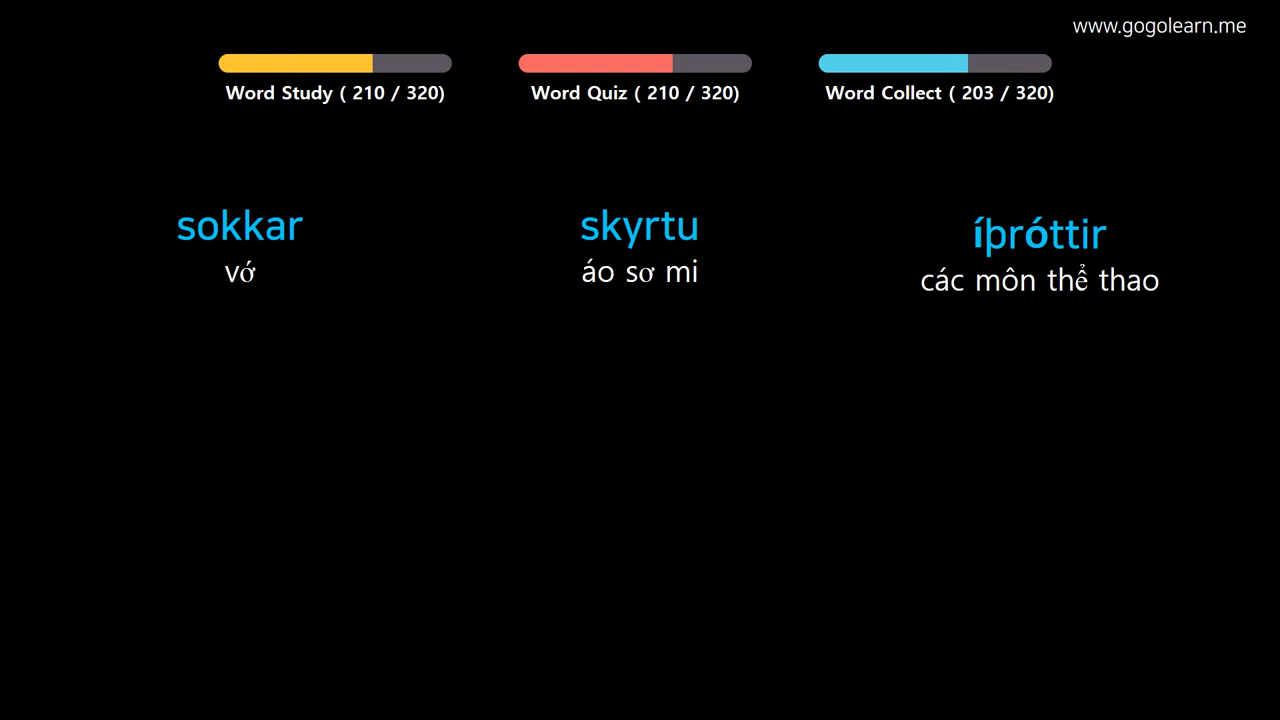 www.gogolearn.me
Word Study ( 210 / 320)
Word Quiz ( 210 / 320)
Word Collect ( 203 / 320)
sokkar
vớ
skyrtu
áo sơ mi
íþróttir
các môn thể thao